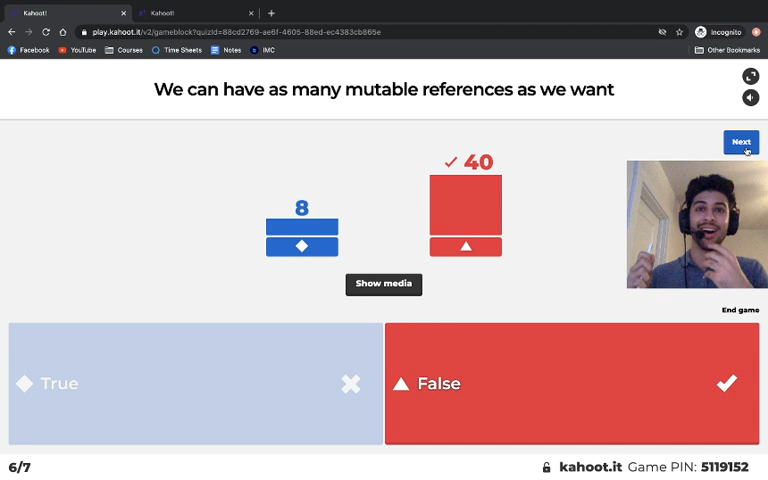 Kahoot!
Kahoot!
play.kahoot.it/v2/gameblock?quizId=88cd2769-ae6f-4605-88ed-ec4383cb865e
Incognito
Facebook
YouTube
Courses
Time Sheets
Notes
IMC
Other Bookmarks
We can have as many mutable references as we want
Next
8
40
Show media
End game
True
False
6/7
kahoot.it Game PIN: 5119152